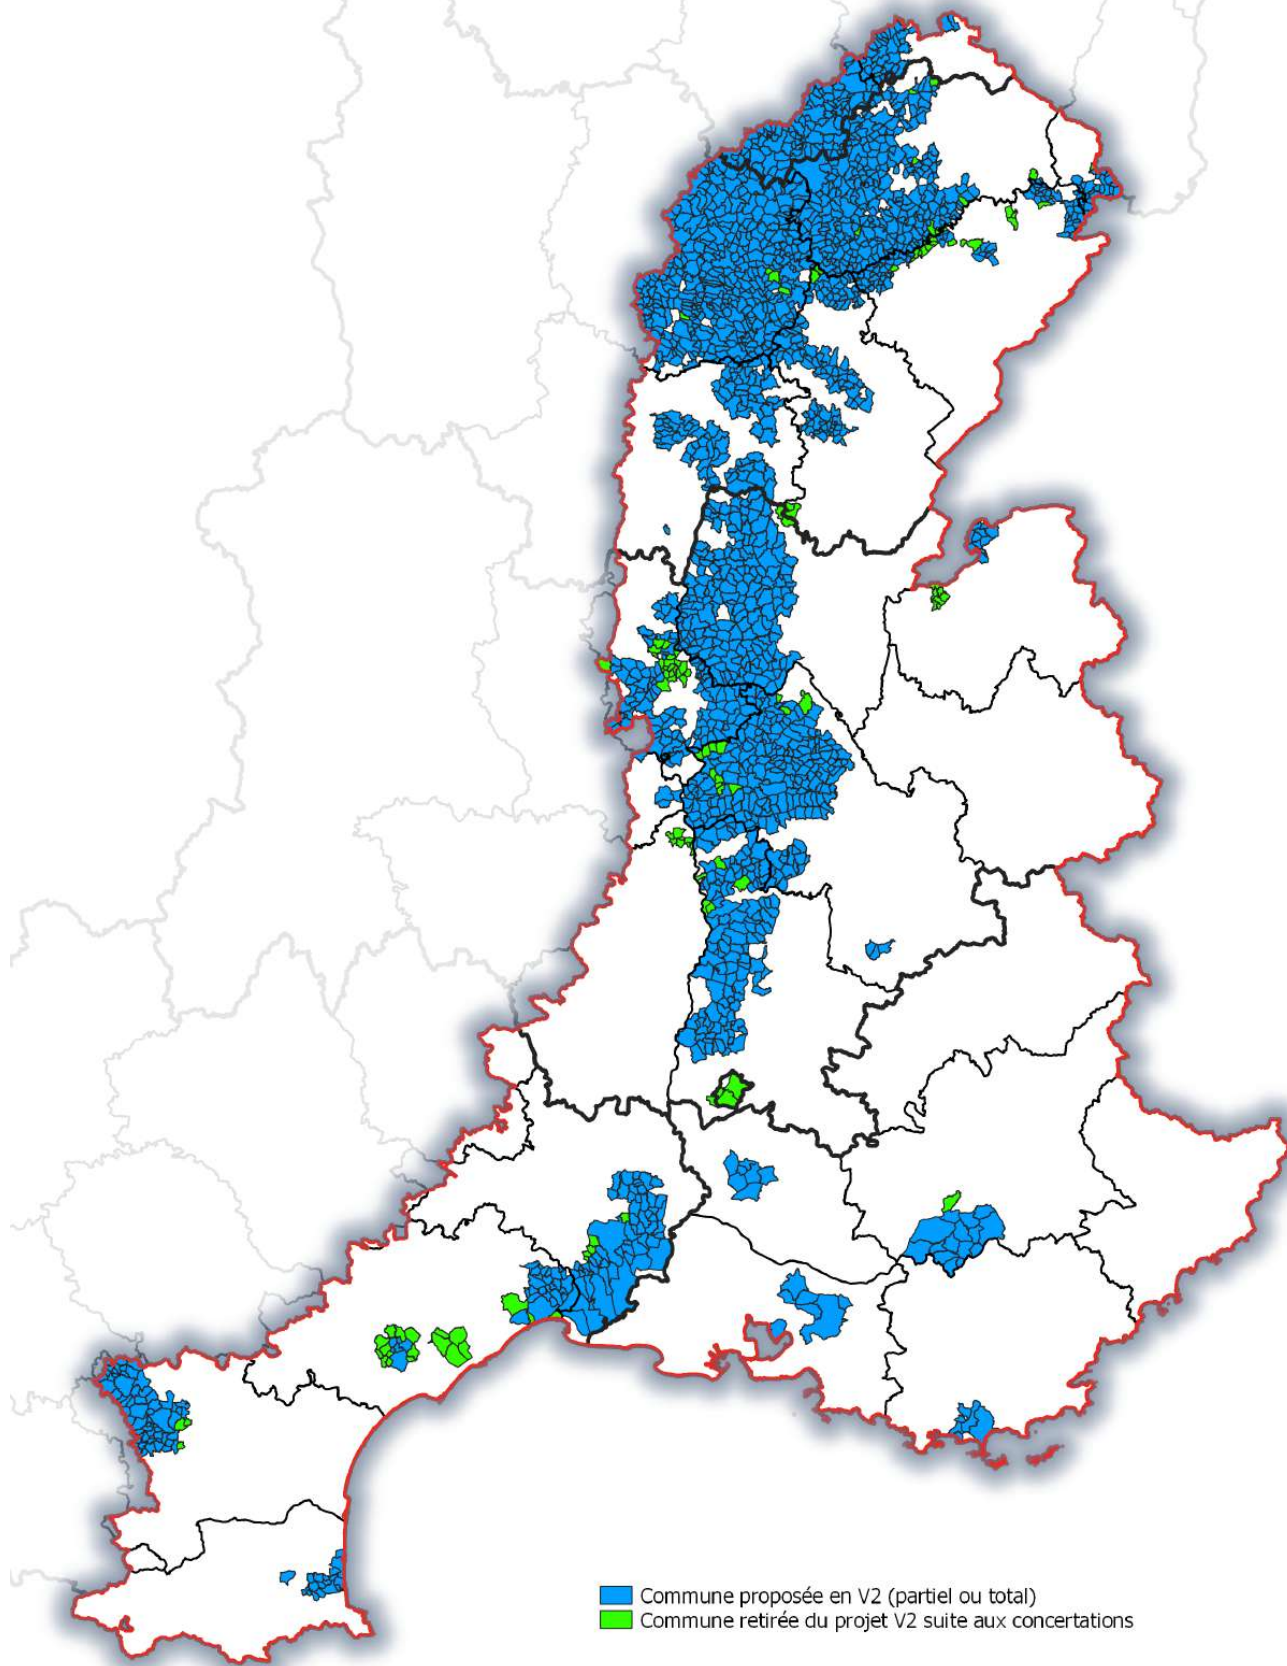 Commune proposée en V2 (partiel ou total)
Commune retirée du projet V2 suite aux concertations